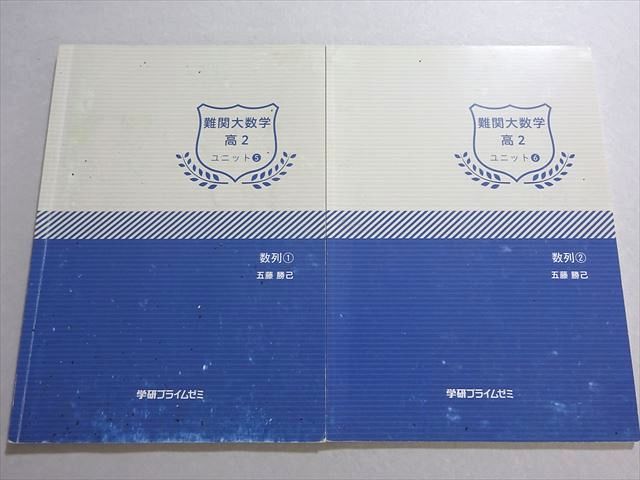 難関大数学
高2
ユニット❺
数列①
五藤 勝己
学研プライムゼミ
難関大数学
高2
ユニット❻
数列②
五藤 勝己
学研プライムゼミ